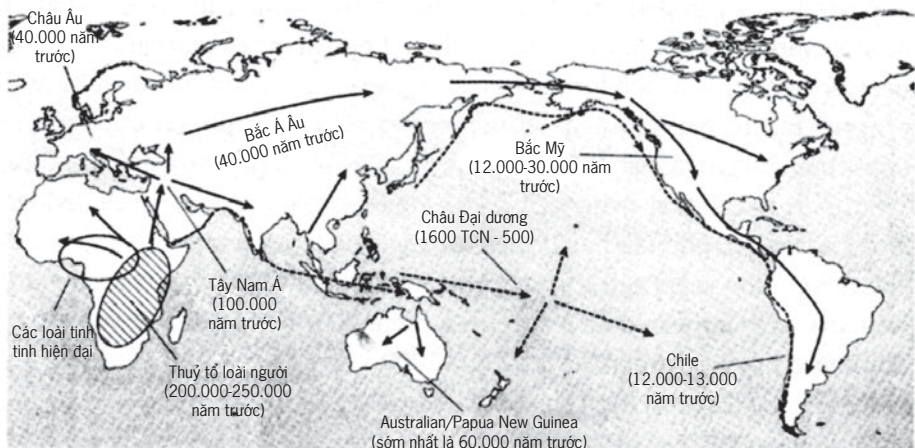 Châu Âu
(40.000 năm
trước)
Bắc Á Âu
(40.000 năm trước)
Bắc Mỹ
(12.000-30.000 năm
trước)
Châu Đại dương
(1600 TCN - 500)
Tây Nam Á
(100.000
năm trước)
Các loài tinh
tinh hiện đại
Thuỷ tổ loài người
(200.000-250.000
năm trước)
Chile
(12.000-13.000
năm trước)
Australian/Papua New Guinea
(sớm nhất là 60.000 năm trước)